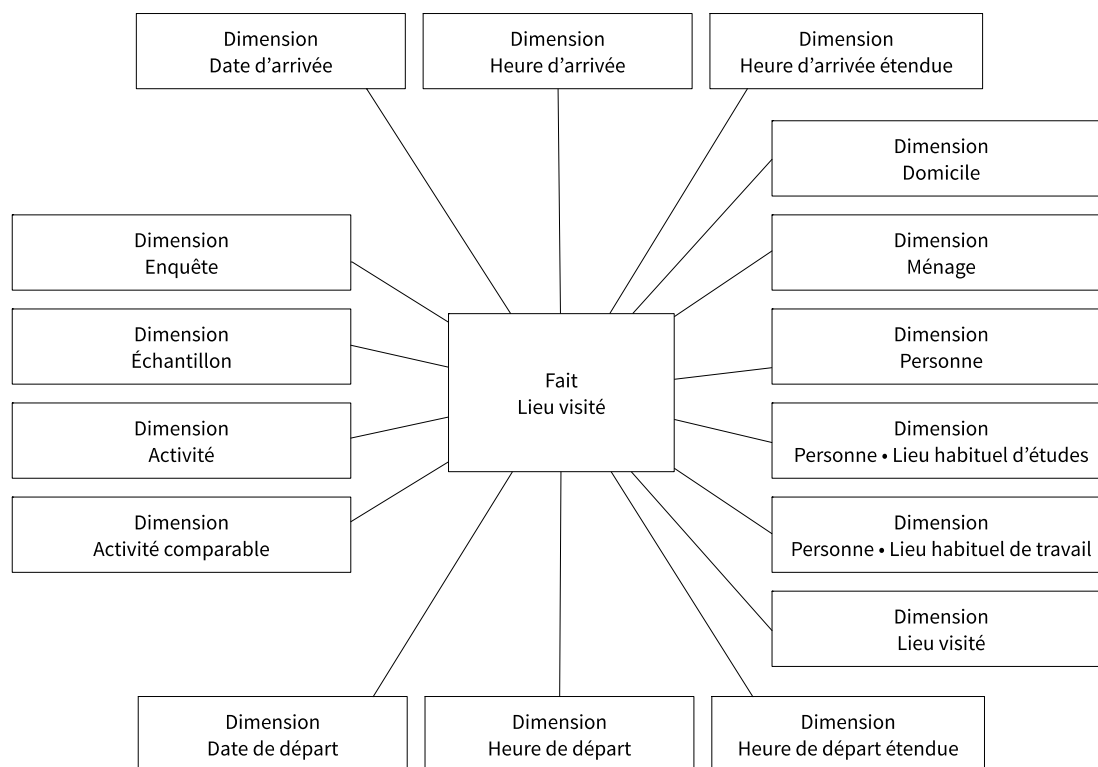 Dimension
Date d’arrivée
Dimension
Heure d’arrivée
Dimension
Heure d’arrivée étendue
Dimension
Domicile
Dimension
Enquête
Dimension
Ménage
Dimension
Échantillon
Dimension
Personne
Fait
Lieu visité
Dimension
Activité
Dimension
Personne • Lieu habituel d’études
Dimension
Activité comparable
Dimension
Personne • Lieu habituel de travail
Dimension
Lieu visité
Dimension
Date de départ
Dimension
Heure de départ
Dimension
Heure de départ étendue